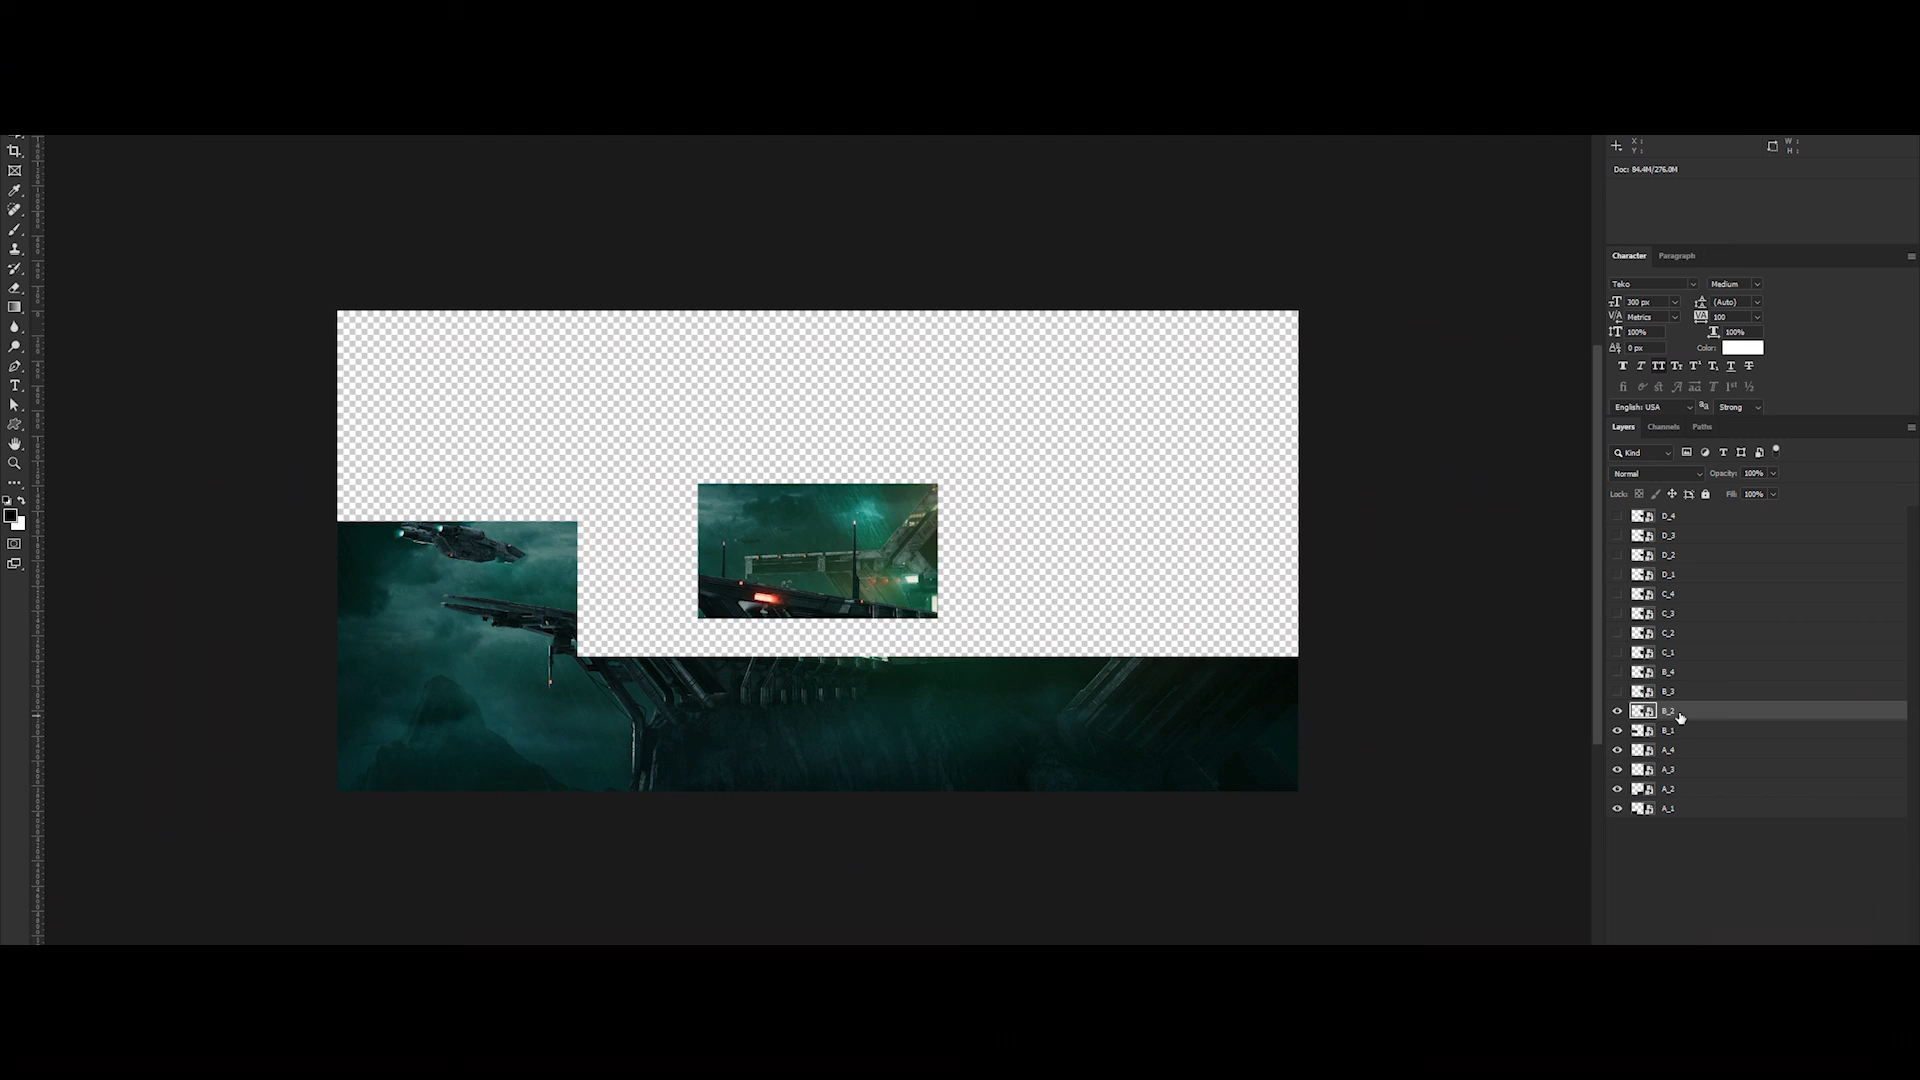 X :
Y :
W :
H :
Doc: 84.4M/276.0M
Character Paragraph
Teko Medium
300 px (Auto)
Metrics 100
100% 100%
0 px Color:
English: USA Strong
Layers Channels Paths
Kind
Normal Opacity: 100%
Lock: Fill: 100%
D_4
D_3
D_2
D_1
C_4
C_3
C_2
C_1
B_4
B_3
B_2
B_1
A_4
A_3
A_2
A_1